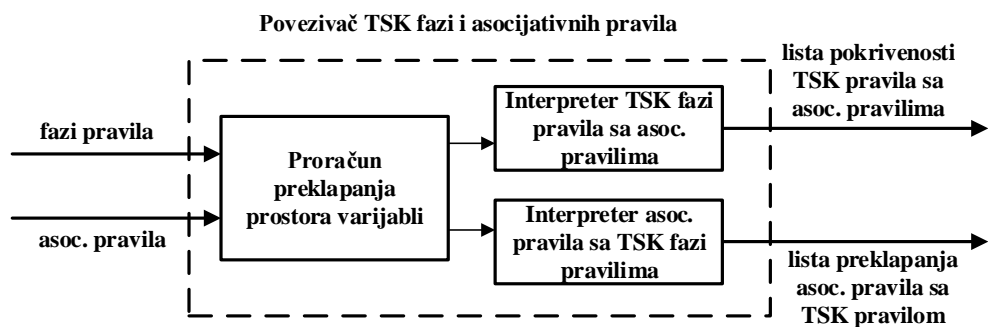 Povezivač TSK fazi i asocijativnih pravila
fazi pravila
asoc. pravila
Proračun
preklapanja
prostora varijabli
Interpreter TSK fazi
pravila sa asoc.
pravilima
Interpreter asoc.
pravila sa TSK fazi
pravilima
lista pokrivenosti
TSK pravila sa
asoc. pravilima
lista preklapanja
asoc. pravila sa
TSK pravilom